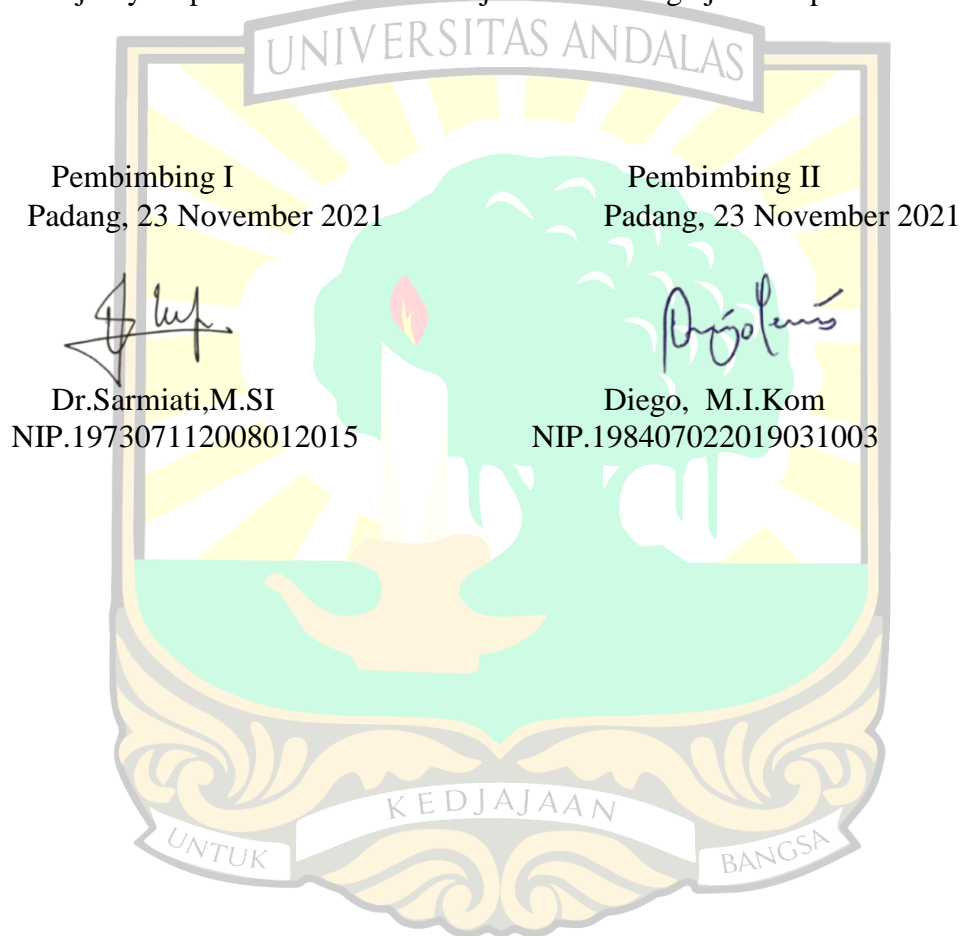 UNIVERSITAS ANDALAS
Pembimbing I
Padang, 23 November 2021
Dr.Sarmiati,M.SI
NIP.197307112008012015
Pembimbing II
Padang, 23 November 2021
Diego, M.I.Kom
NIP.198407022019031003
KEDJAJAAN
UNTUK
BANGSA